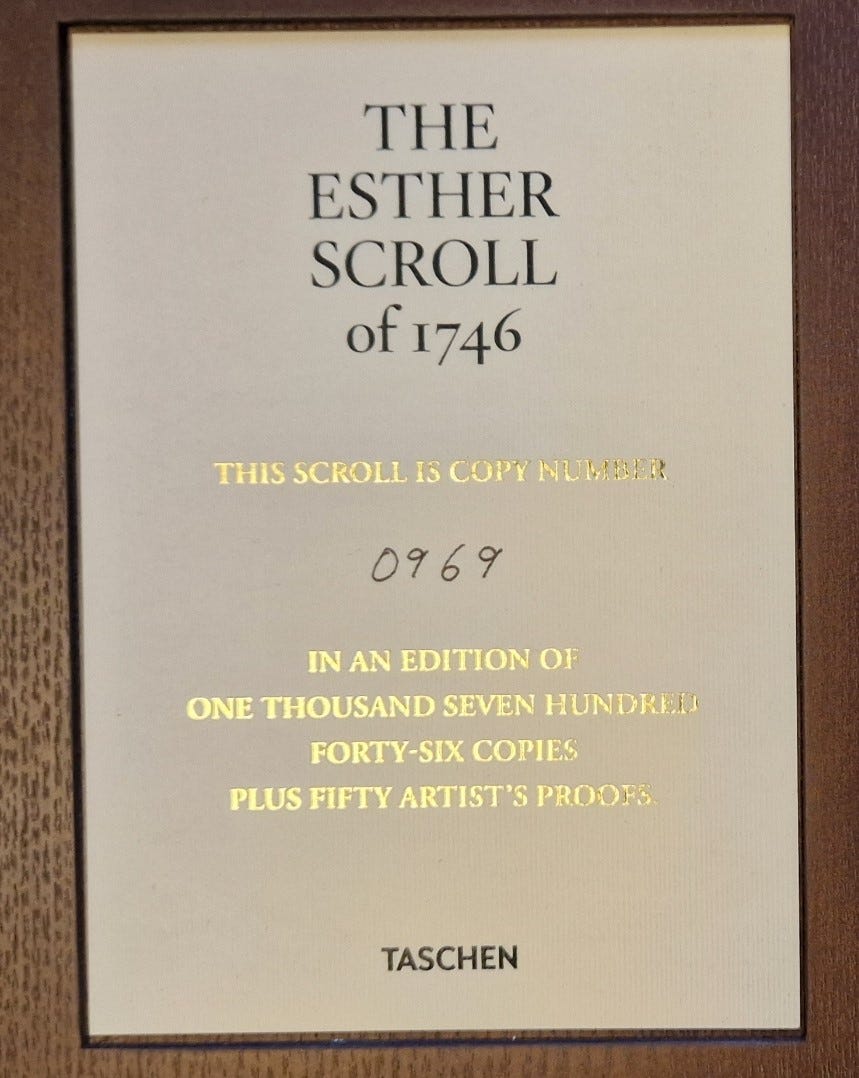 THE
ESTHER
SCROLL
of 1746
THIS SCROLL IS COPY NUMBER
0969
IN AN EDITION OF
ONE THOUSAND SEVEN HUNDRED
FORTY-SIX COPIES
PLUS FIFTY ARTIST'S PROOFS.
TASCHEN